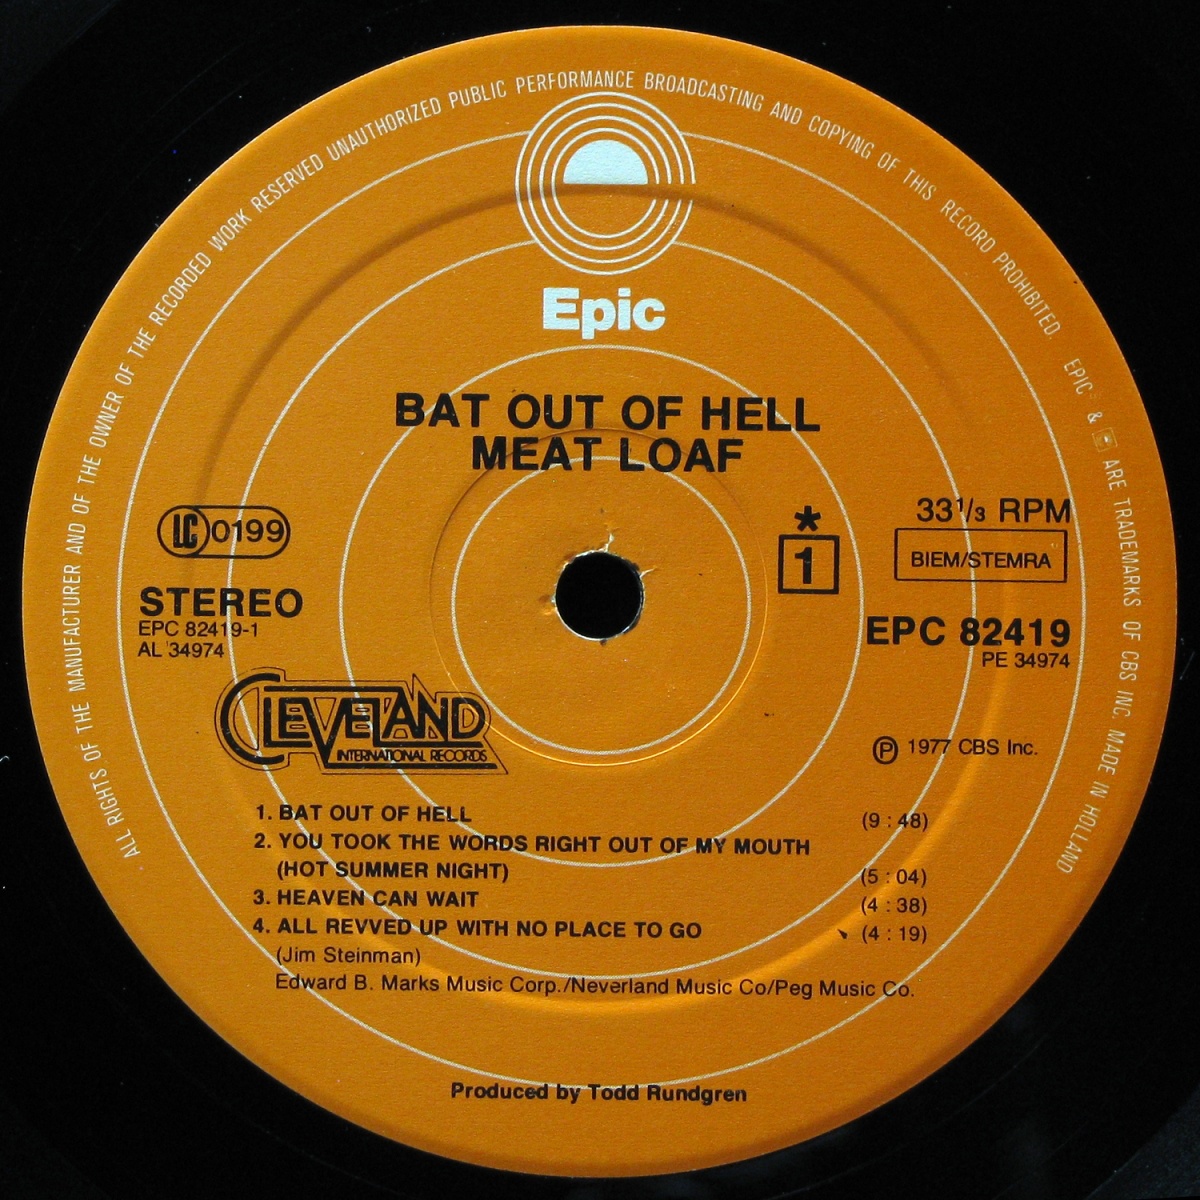 ALL RIGHTS OF THE MANUFACTURER AND OF THE OWNER OF THE RECORDED WORK RESERVED UNAUTHORIZED PUBLIC PERFORMANCE BROADCASTING AND COPYING OF THIS RECORD PROHIBITED. EPIC & ARE TRADEMARKS OF CBS INC. MADE IN HOLLAND
Epic
BAT OUT OF HELL
MEAT LOAF
LC 0199
STEREO
EPC 82419-1
AL 34974
*
1
33 1/3 RPM
BIEM/STEMRA
EPC 82419
PE 34974
CLEVELAND
INTERNATIONAL RECORDS
Ⓟ 1977 CBS Inc.
1. BAT OUT OF HELL (9 : 48)
2. YOU TOOK THE WORDS RIGHT OUT OF MY MOUTH
(HOT SUMMER NIGHT) (5 : 04)
3. HEAVEN CAN WAIT (4 : 38)
4. ALL REVVED UP WITH NO PLACE TO GO (4 : 19)
(Jim Steinman)
Edward B. Marks Music Corp./Neverland Music Co/Peg Music Co.
Produced by Todd Rundgren